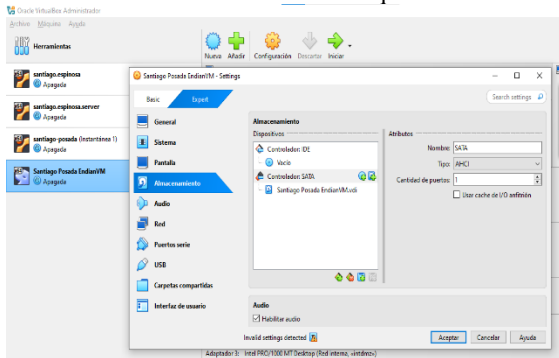 Oracle VirtualBox Administrador
Archivo Máquina Ayuda
Herramientas
Nueva Añadir Configuración Descartar Iniciar
santiago.espinosa
Apagada
santiago.espinosa.server
Apagada
santiago-posada (Instantánea 1)
Apagada
Santiago Posada EndianVM
Apagada
Santiago Posada EndianVM - Settings
Basic Expert
Search settings
General
Sistema
Pantalla
Almacenamiento
Audio
Red
Puertos serie
USB
Carpetas compartidas
Interfaz de usuario
Almacenamiento
Dispositivos
Controlador: IDE
Vacío
Controlador: SATA
Santiago Posada EndianVM.vdi
Atributos
Nombre: SATA
Tipo: AHCI
Cantidad de puertos: 1
Usar cache de I/O anfitrión
Audio
Habilitar audio
Invalid settings detected
Aceptar Cancelar Ayuda
Adaptador 3: Intel PRO/1000 MT Desktop (Red interna, «intdmz»)